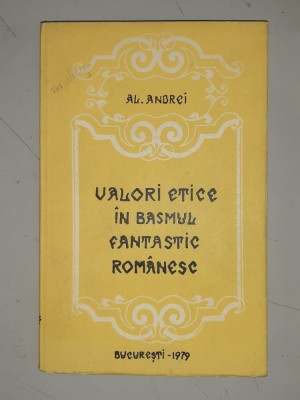 AL. ANDREI
VALORI ETICE
ÎN BASMUL
FANTASTIC
ROMÂNESC
BUCUREȘTI - 1979